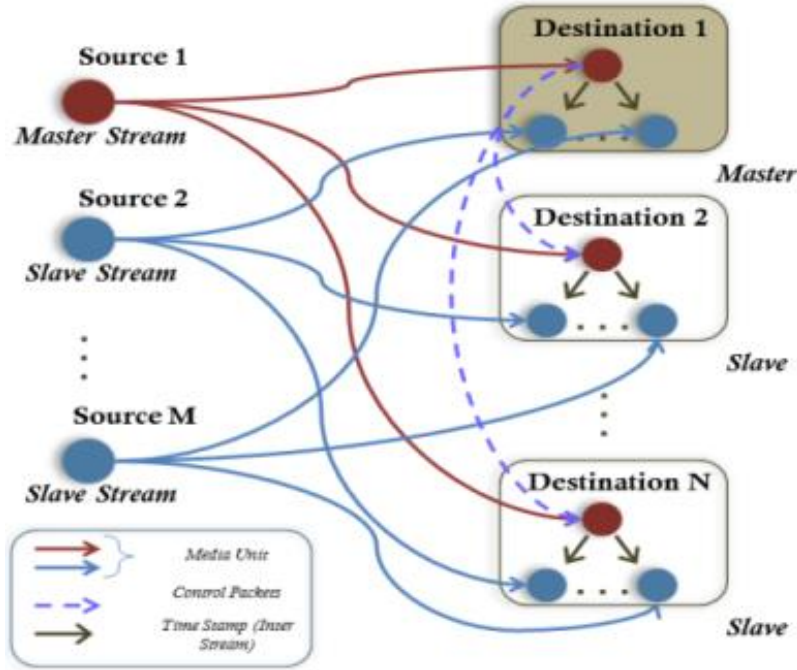 Source 1
Master Stream
Source 2
Slave Stream
Source M
Slave Stream
Destination 1
Master
Destination 2
Slave
Destination N
Slave
Media Unit
Control Packets
Time Stamp (Inter
Stream)